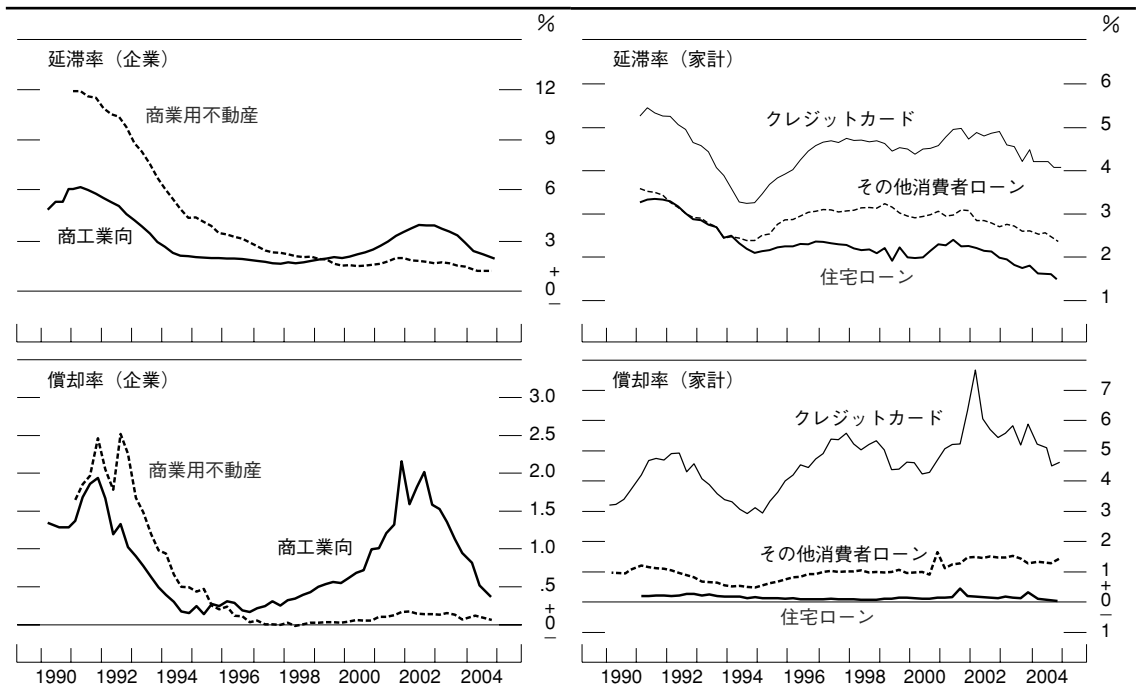 %
延滞率（企業）
商業用不動産
商工業向
12
9
6
3
+
0
−
%
延滞率（家計）
クレジットカード
その他消費者ローン
住宅ローン
6
5
4
3
2
1
償却率（企業）
商業用不動産
商工業向
3.0
2.5
2.0
1.5
1.0
.5
+
0
−
1990 1992 1994 1996 1998 2000 2002 2004
償却率（家計）
クレジットカード
その他消費者ローン
住宅ローン
7
6
5
4
3
2
1
+
0
−
1
1990 1992 1994 1996 1998 2000 2002 2004